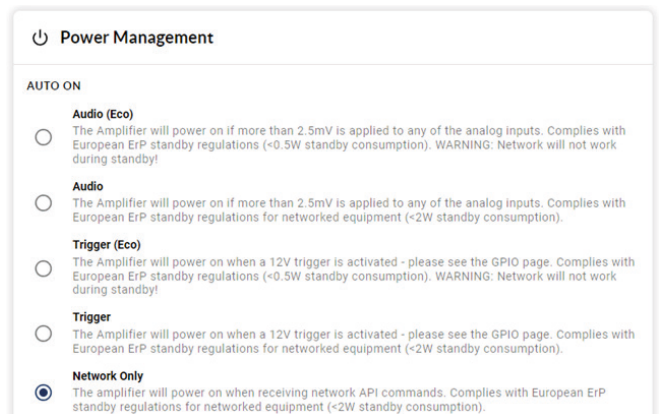 Power Management
AUTO ON
Audio (Eco)
The Amplifier will power on if more than 2.5mV is applied to any of the analog inputs. Complies with
European ErP standby regulations (<0.5W standby consumption). WARNING: Network will not work
during standby!
Audio
The Amplifier will power on if more than 2.5mV is applied to any of the analog inputs. Complies with
European ErP standby regulations for networked equipment (<2W standby consumption).
Trigger (Eco)
The Amplifier will power on when a 12V trigger is activated - please see the GPIO page. Complies with
European ErP standby regulations (<0.5W standby consumption). WARNING: Network will not work
during standby!
Trigger
The Amplifier will power on when a 12V trigger is activated - please see the GPIO page. Complies with
European ErP standby regulations for networked equipment (<2W standby consumption).
Network Only
The amplifier will power on when receiving network API commands. Complies with European ErP
standby regulations for networked equipment (<2W standby consumption).